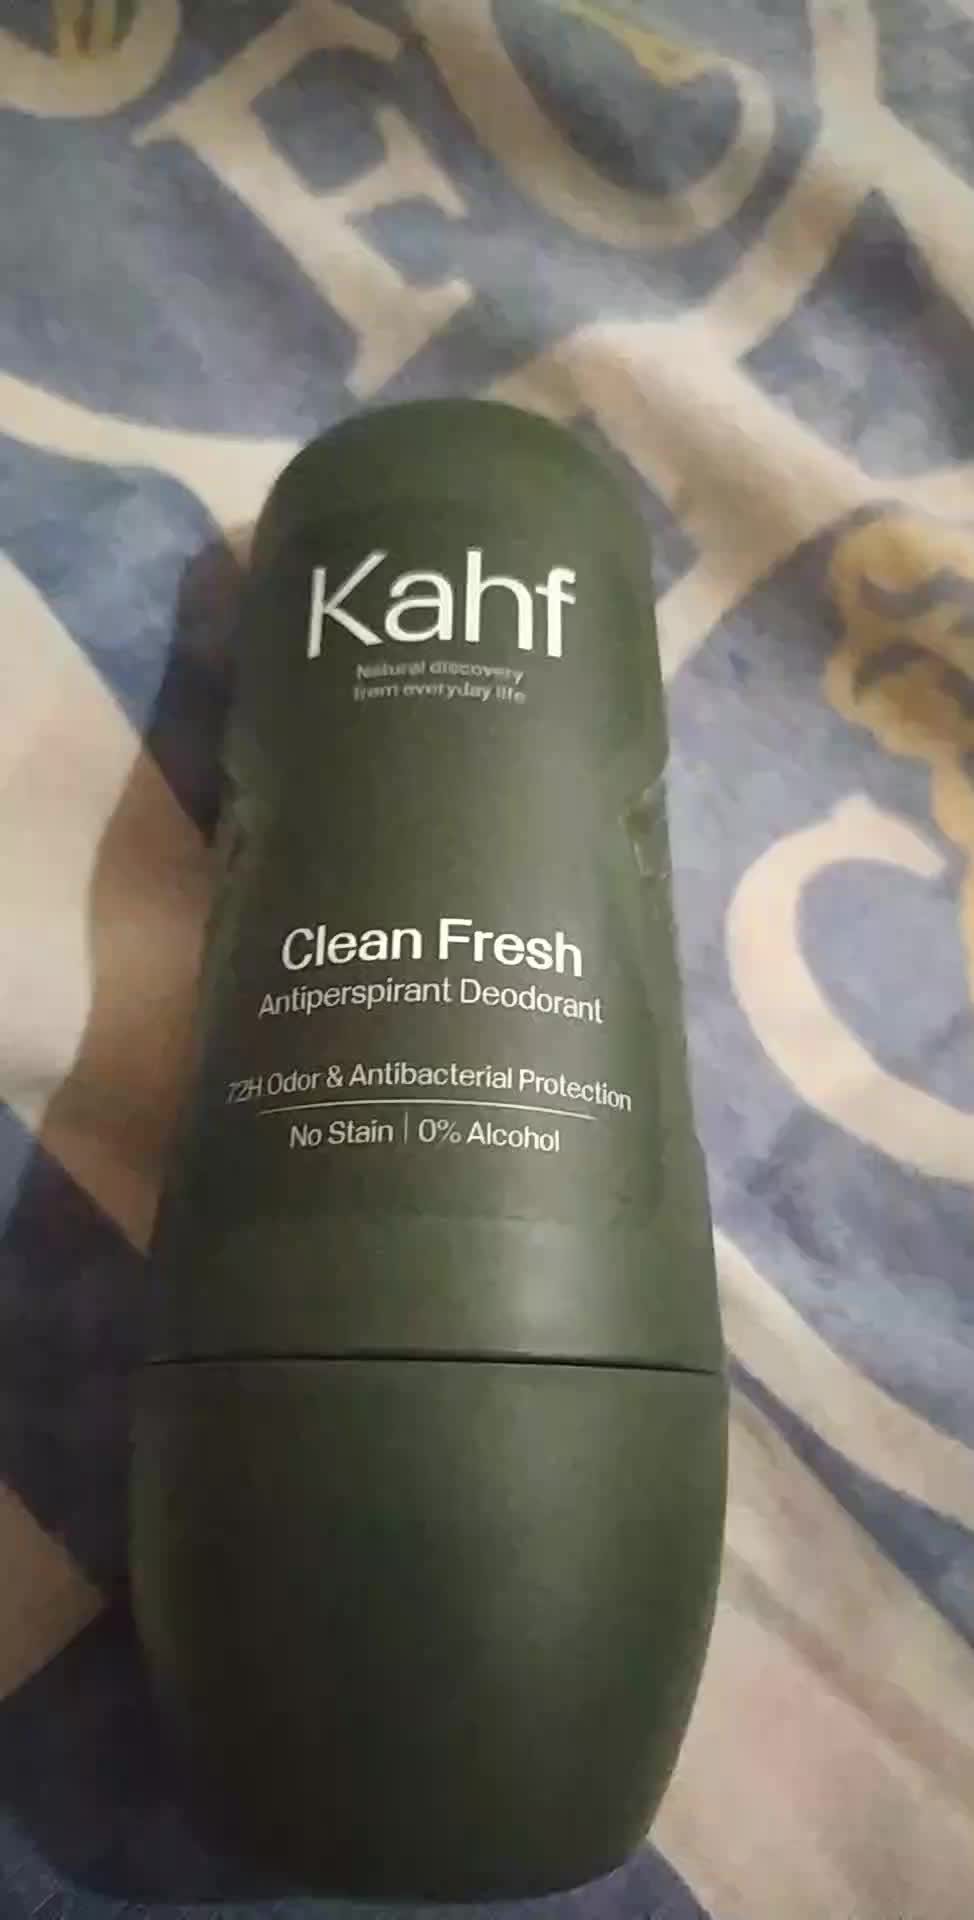 Kahf
Natural discovery
from everyday life
Clean Fresh
Antiperspirant Deodorant
72H Odor & Antibacterial Protection
No Stain | 0% Alcohol